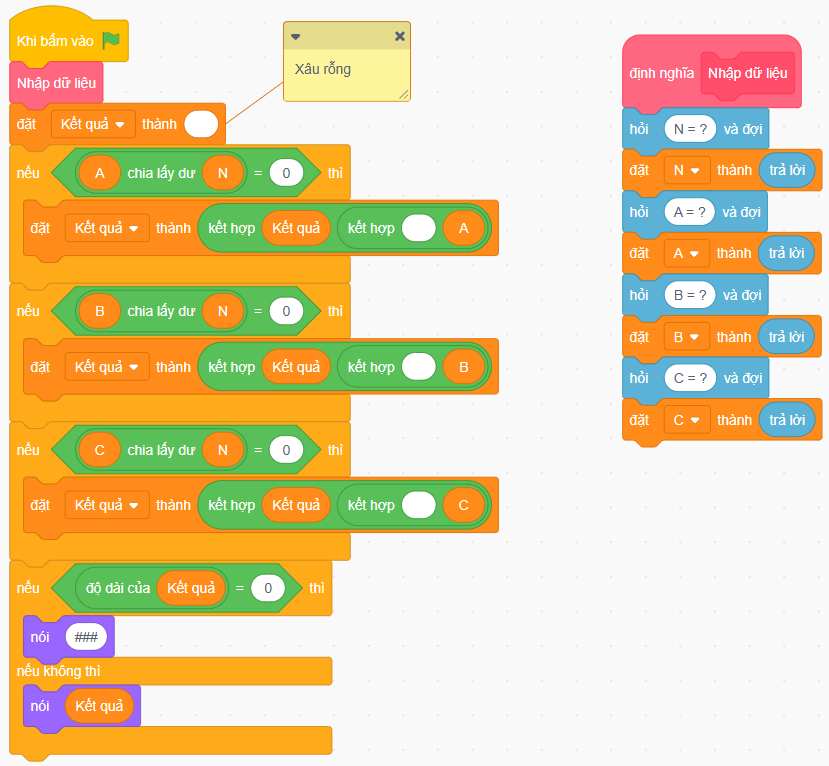 Khi bấm vào
Nhập dữ liệu
đặt Kết quả thành
Xâu rỗng
nếu A chia lấy dư N = 0 thì
đặt Kết quả thành kết hợp Kết quả kết hợp A
nếu B chia lấy dư N = 0 thì
đặt Kết quả thành kết hợp Kết quả kết hợp B
nếu C chia lấy dư N = 0 thì
đặt Kết quả thành kết hợp Kết quả kết hợp C
nếu độ dài của Kết quả = 0 thì
nói ###
nếu không thì
nói Kết quả
định nghĩa Nhập dữ liệu
hỏi N = ? và đợi
đặt N thành trả lời
hỏi A = ? và đợi
đặt A thành trả lời
hỏi B = ? và đợi
đặt B thành trả lời
hỏi C = ? và đợi
đặt C thành trả lời